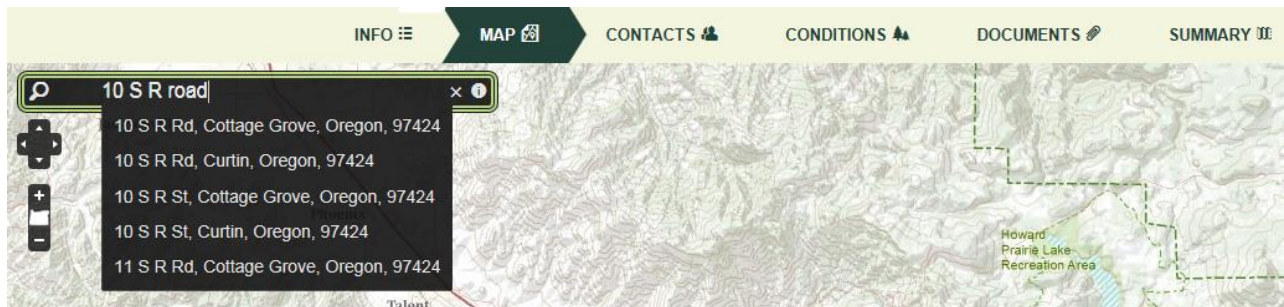 INFO
MAP
CONTACTS
CONDITIONS
DOCUMENTS
SUMMARY
10 S R road
10 S R Rd, Cottage Grove, Oregon, 97424
10 S R Rd, Curtin, Oregon, 97424
10 S R St, Cottage Grove, Oregon, 97424
10 S R St, Curtin, Oregon, 97424
11 S R Rd, Cottage Grove, Oregon, 97424
Phoenix
Talent
Howard
Prairie Lake
Recreation Area